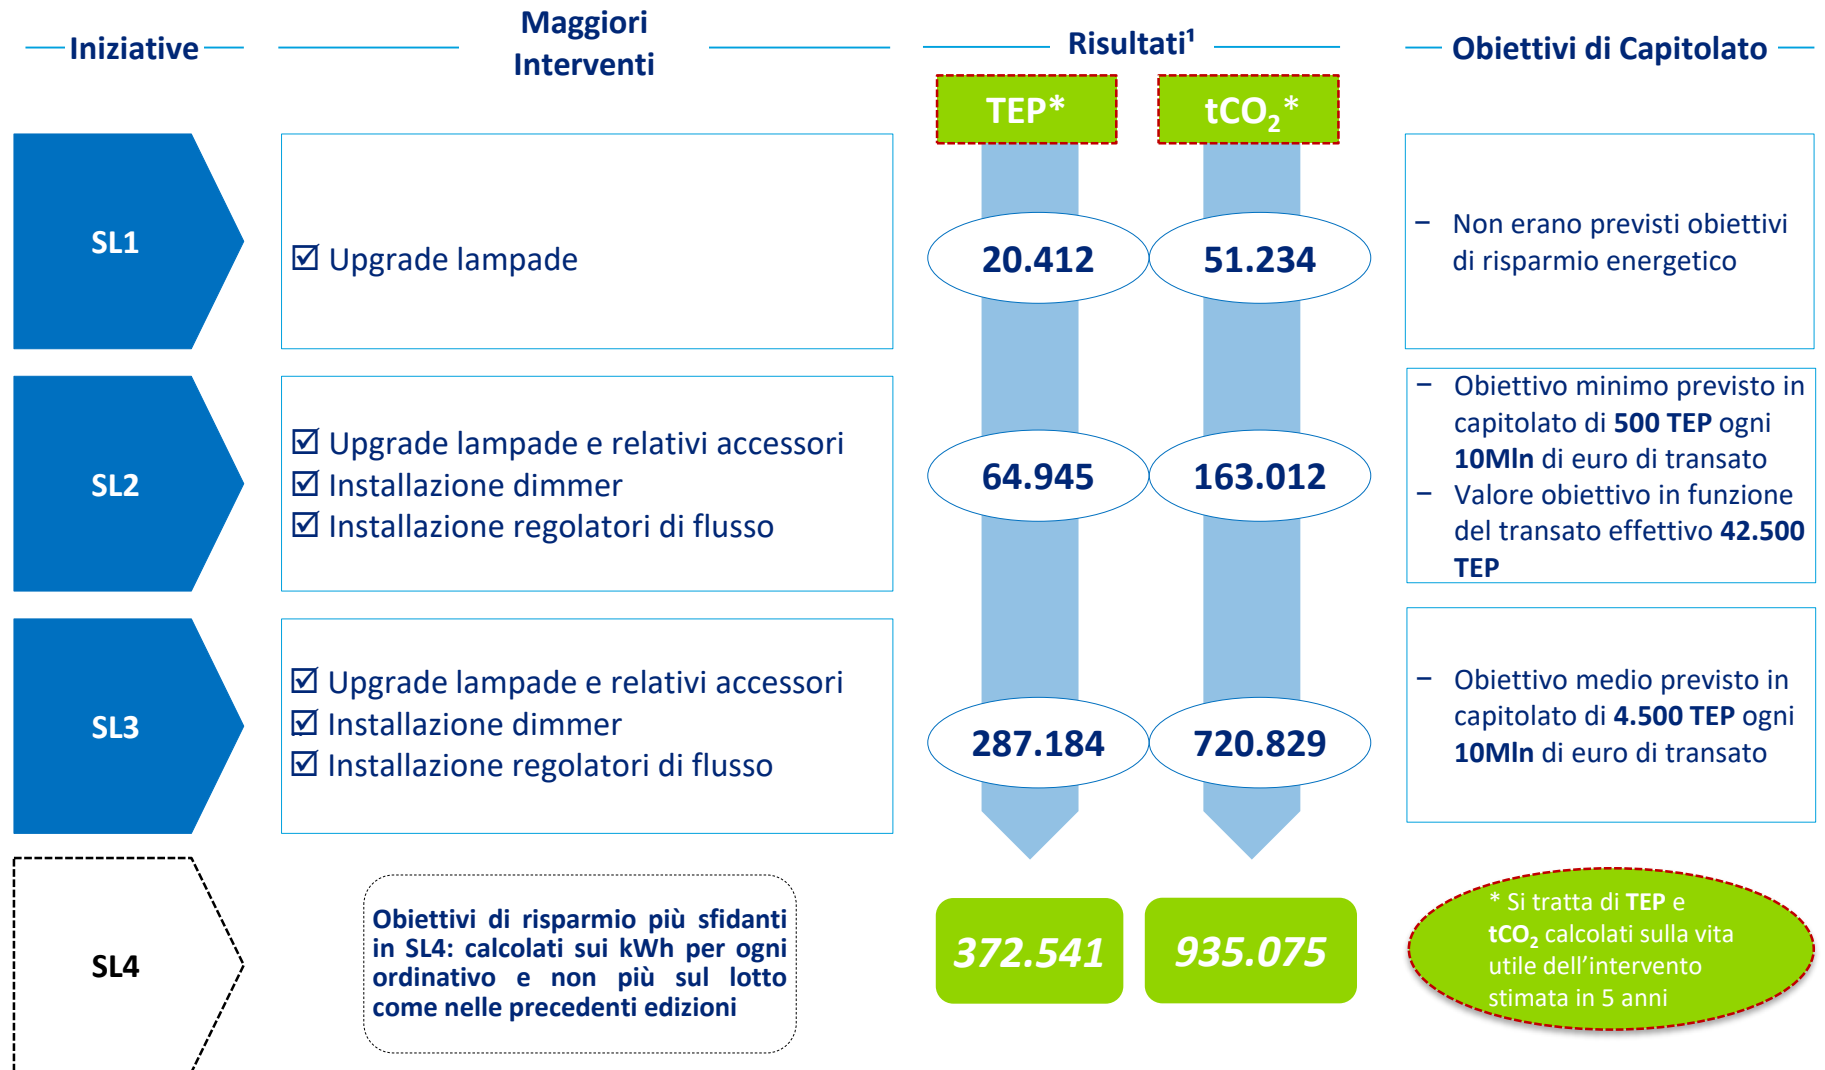 Iniziative
Maggiori
Interventi
Risultati¹
Obiettivi di Capitolato
TEP*
tCO₂*
SL1
☑ Upgrade lampade
20.412
51.234
– Non erano previsti obiettivi
di risparmio energetico
SL2
☑ Upgrade lampade e relativi accessori
☑ Installazione dimmer
☑ Installazione regolatori di flusso
64.945
163.012
– Obiettivo minimo previsto in
capitolato di 500 TEP ogni
10Mln di euro di transato
– Valore obiettivo in funzione
del transato effettivo 42.500
TEP
SL3
☑ Upgrade lampade e relativi accessori
☑ Installazione dimmer
☑ Installazione regolatori di flusso
287.184
720.829
– Obiettivo medio previsto in
capitolato di 4.500 TEP ogni
10Mln di euro di transato
SL4
Obiettivi di risparmio più sfidanti
in SL4: calcolati sui kWh per ogni
ordinativo e non più sul lotto
come nelle precedenti edizioni
372.541
935.075
* Si tratta di TEP e
tCO₂ calcolati sulla vita
utile dell’intervento
stimata in 5 anni